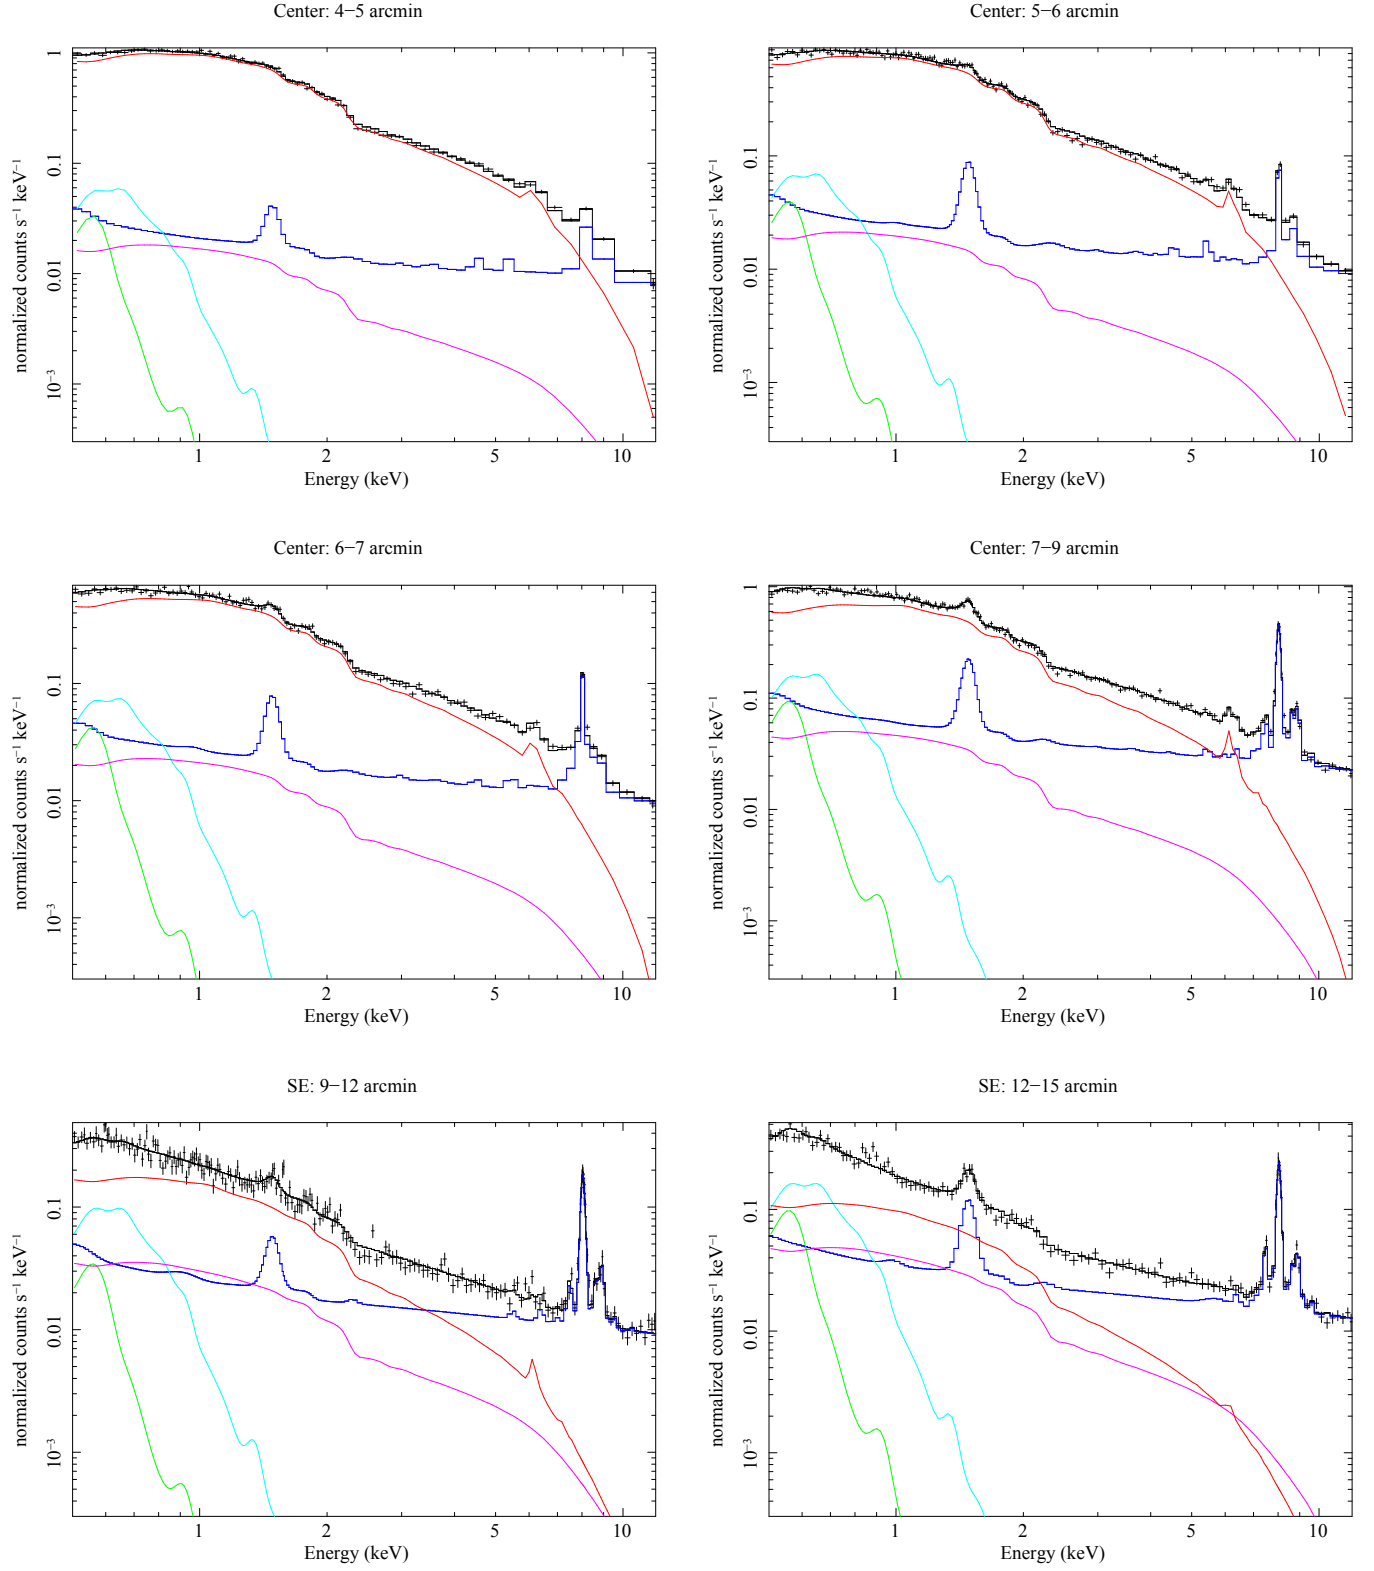 Center: 4−5 arcmin
normalized counts s⁻¹ keV⁻¹
1
0.1
0.01
10⁻³
1 2 5 10
Energy (keV)
Center: 5−6 arcmin
normalized counts s⁻¹ keV⁻¹
1
0.1
0.01
10⁻³
1 2 5 10
Energy (keV)
Center: 6−7 arcmin
normalized counts s⁻¹ keV⁻¹
0.1
0.01
10⁻³
1 2 5 10
Energy (keV)
Center: 7−9 arcmin
normalized counts s⁻¹ keV⁻¹
1
0.1
0.01
10⁻³
1 2 5 10
Energy (keV)
SE: 9−12 arcmin
normalized counts s⁻¹ keV⁻¹
0.1
0.01
10⁻³
1 2 5 10
Energy (keV)
SE: 12−15 arcmin
normalized counts s⁻¹ keV⁻¹
0.1
0.01
10⁻³
1 2 5 10
Energy (keV)